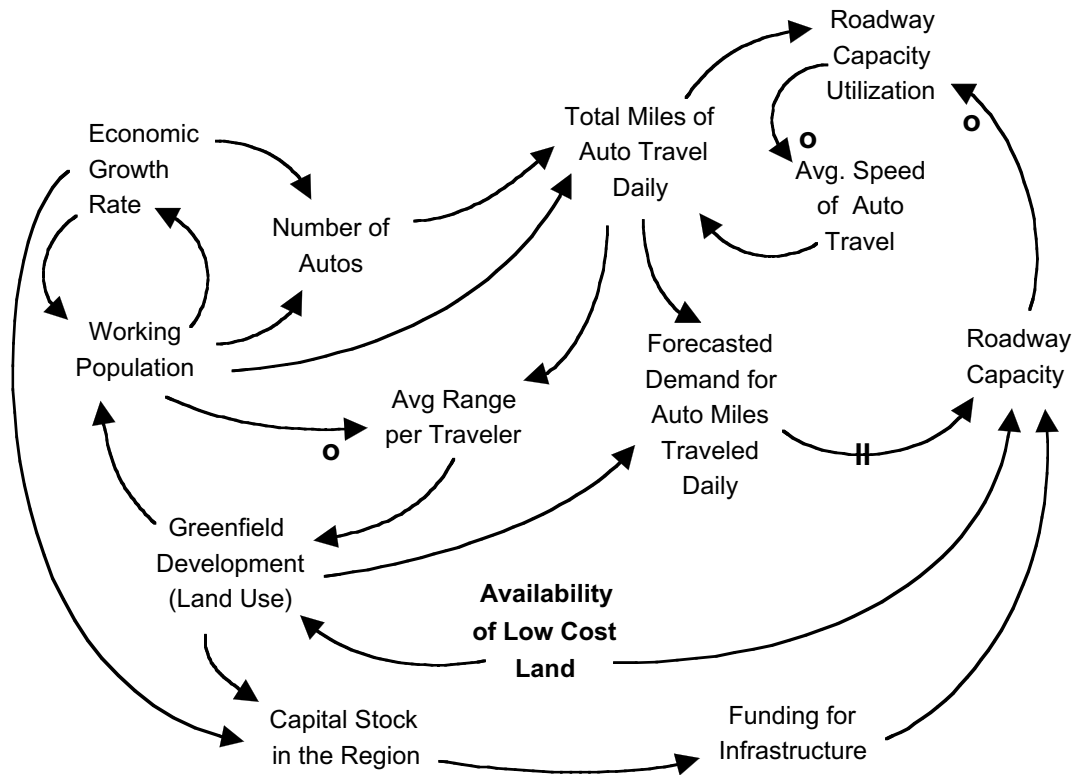 Roadway
Capacity
Utilization
o
Total Miles of
Auto Travel
Daily
o
Avg. Speed
of Auto
Travel
Economic
Growth
Rate
Number of
Autos
Working
Population
Forecasted
Demand for
Auto Miles
Traveled
Daily
Roadway
Capacity
Avg Range
per Traveler
o
Greenfield
Development
(Land Use)
Availability
of Low Cost
Land
Capital Stock
in the Region
Funding for
Infrastructure